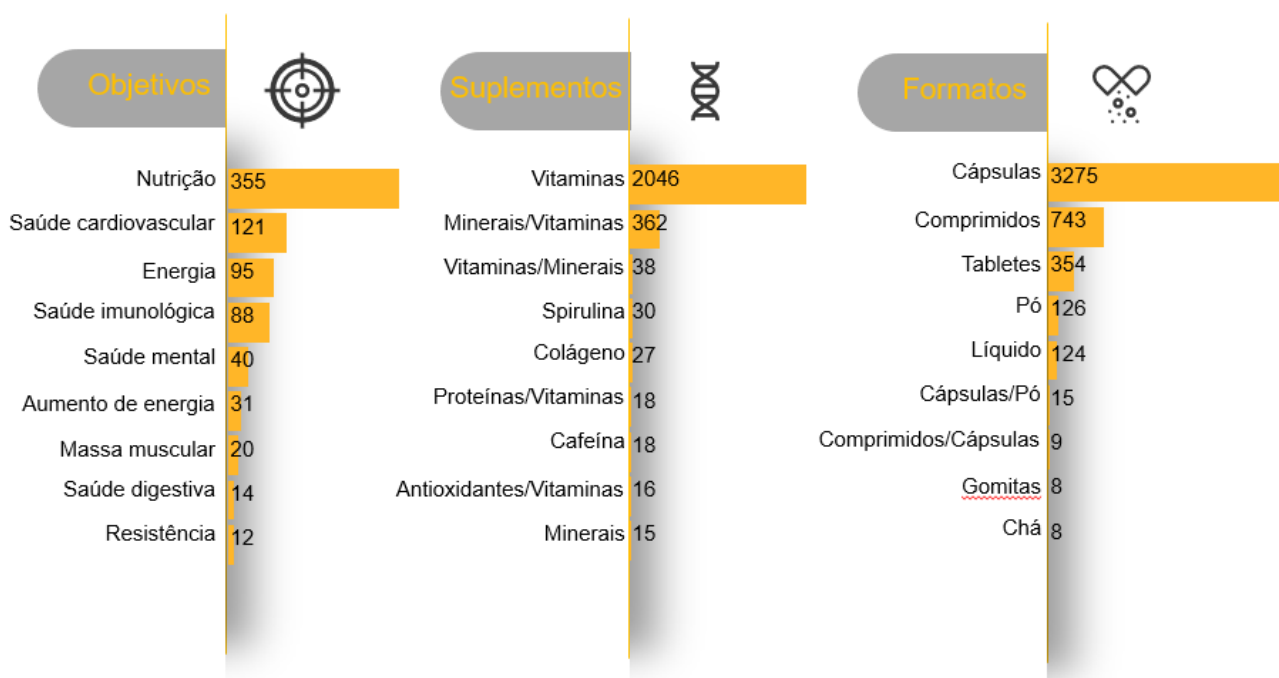 Objetivos
Nutrição 355
Saúde cardiovascular 121
Energia 95
Saúde imunológica 88
Saúde mental 40
Aumento de energia 31
Massa muscular 20
Saúde digestiva 14
Resistência 12
Suplementos
Vitaminas 2046
Minerais/Vitaminas 362
Vitaminas/Minerais 38
Spirulina 30
Colágeno 27
Proteínas/Vitaminas 18
Cafeína 18
Antioxidantes/Vitaminas 16
Minerais 15
Formatos
Cápsulas 3275
Comprimidos 743
Tabletes 354
Pó 126
Líquido 124
Cápsulas/Pó 15
Comprimidos/Cápsulas 9
Gomitas 8
Chá 8